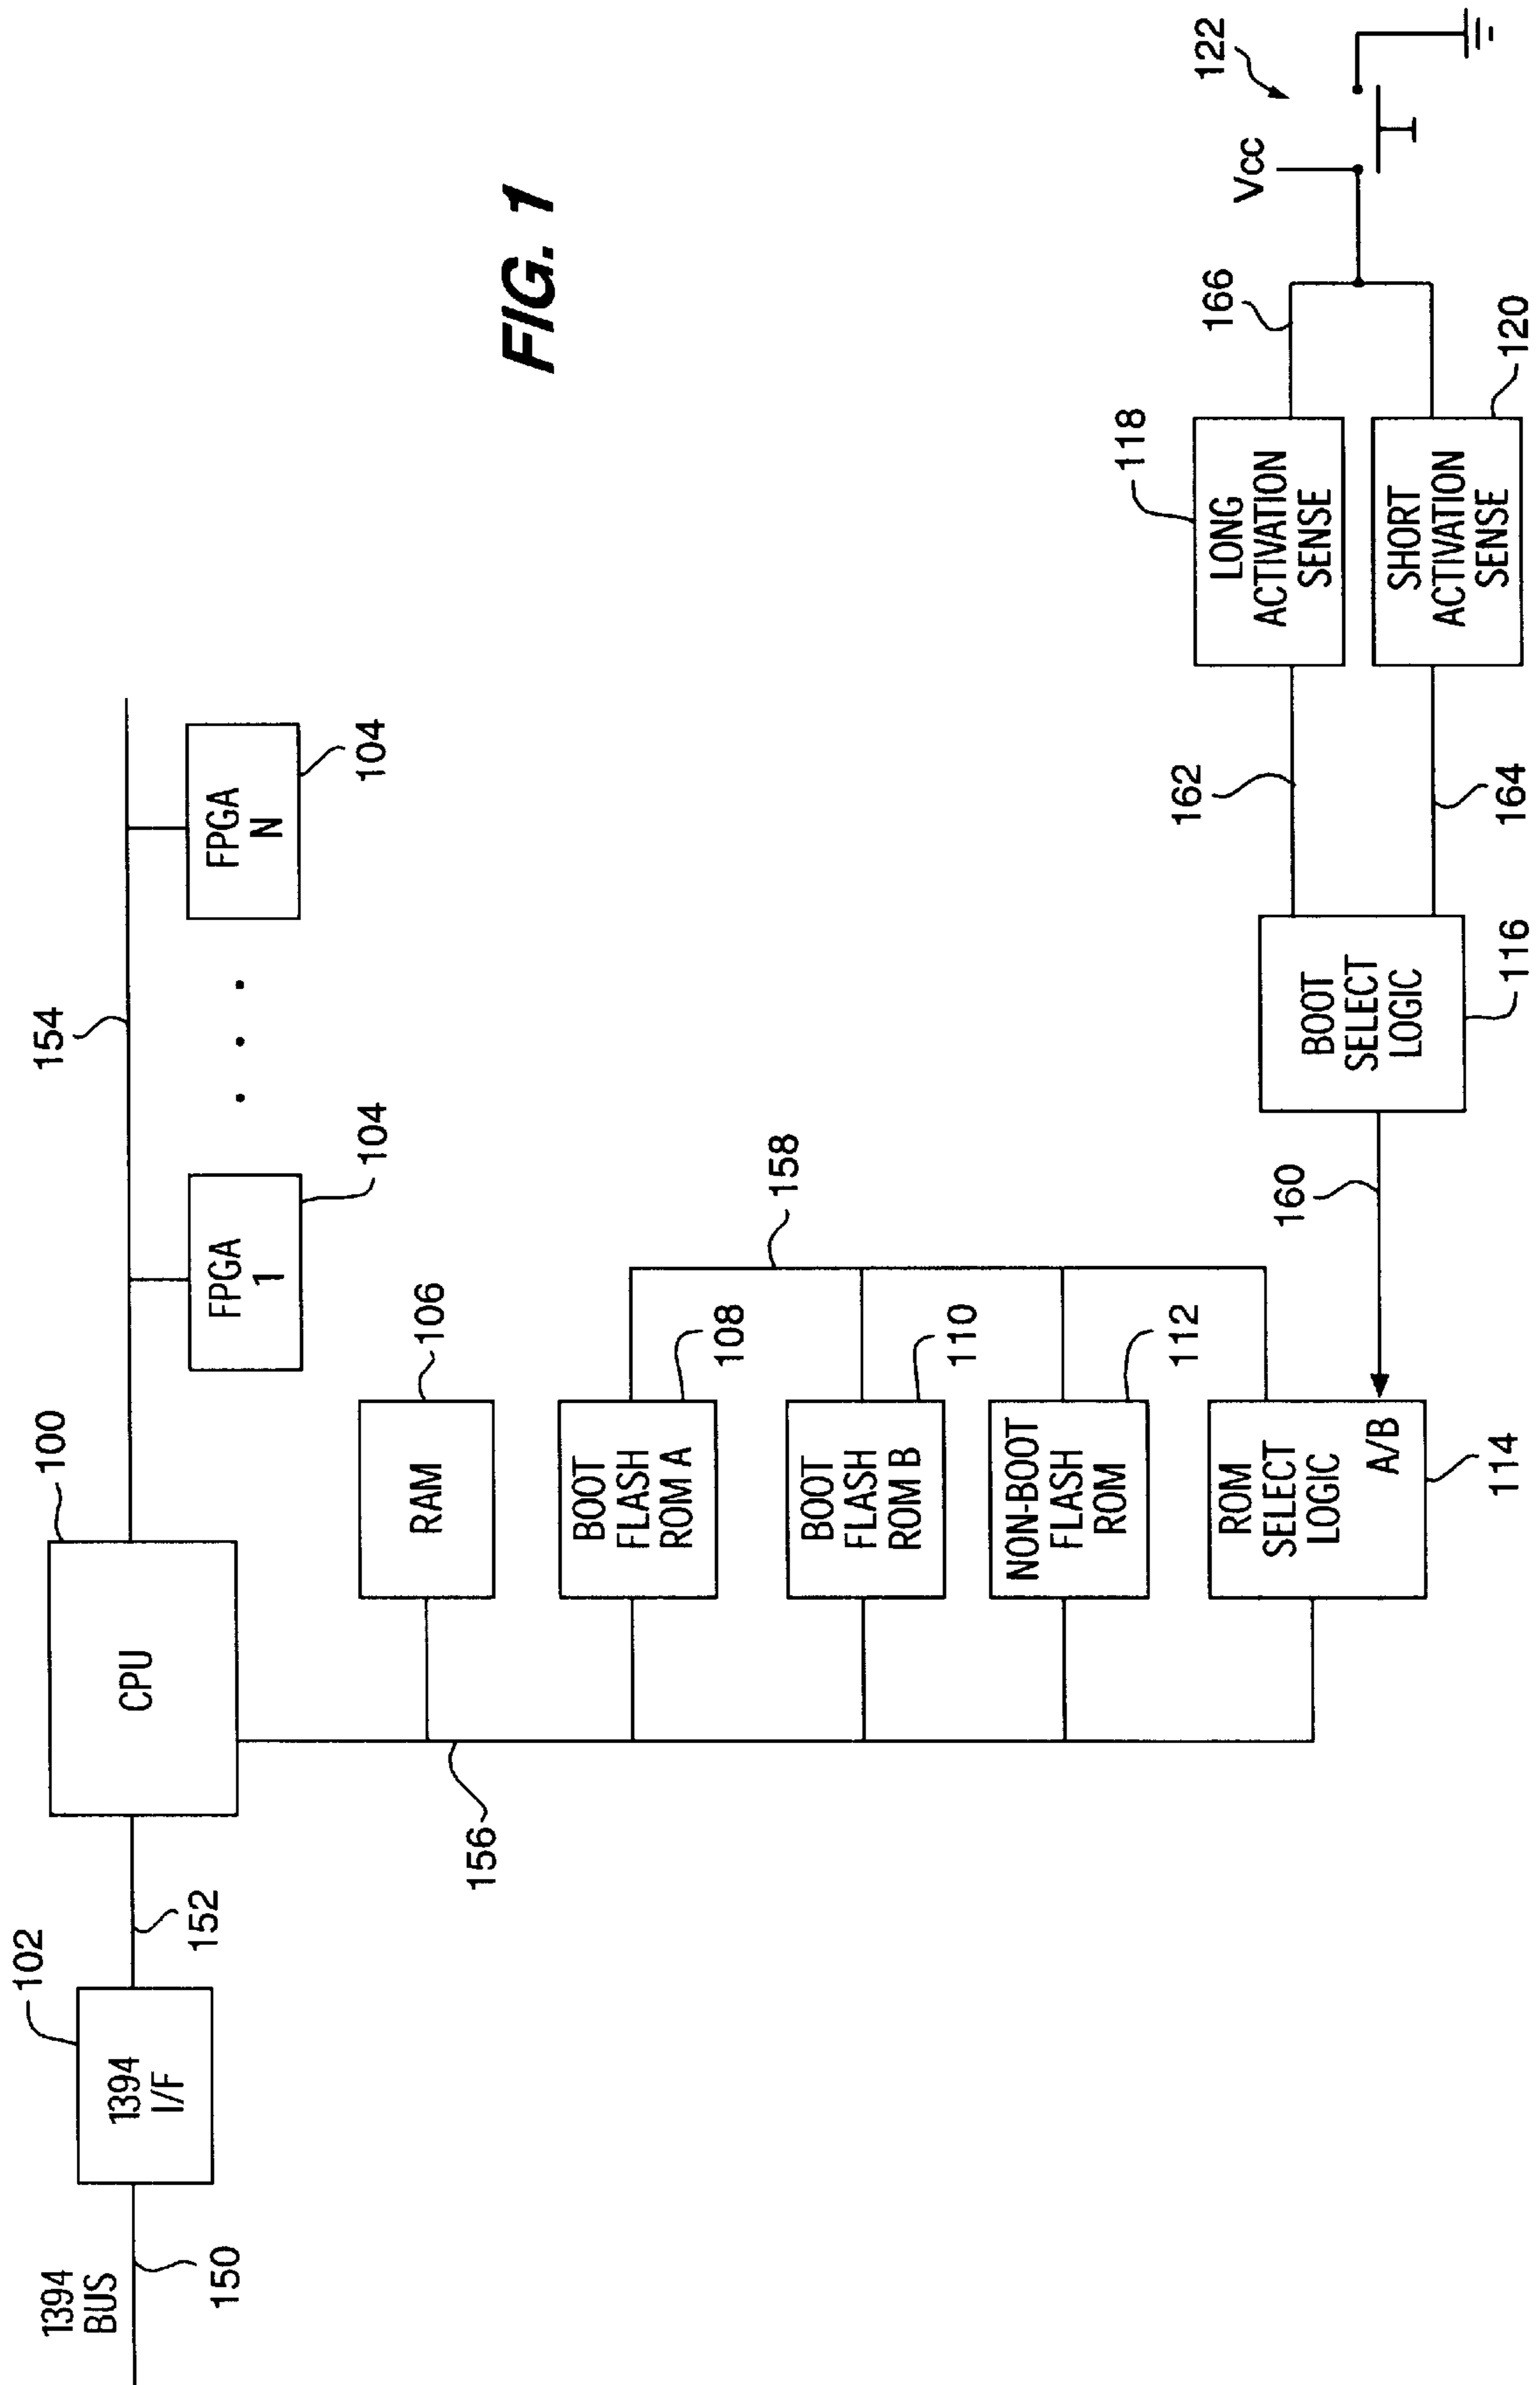 FIG. 1
1394
BUS
150
102
1394
I/F
152
100
CPU
154
FPGA
1
104
FPGA
N
104
156
RAM
106
BOOT
FLASH
ROM A
108
BOOT
FLASH
ROM B
110
NON-BOOT
FLASH
ROM
112
158
ROM
SELECT
LOGIC
A/B
114
160
BOOT
SELECT
LOGIC
116
162
164
118
LONG
ACTIVATION
SENSE
SHORT
ACTIVATION
SENSE
120
166
Vcc
122